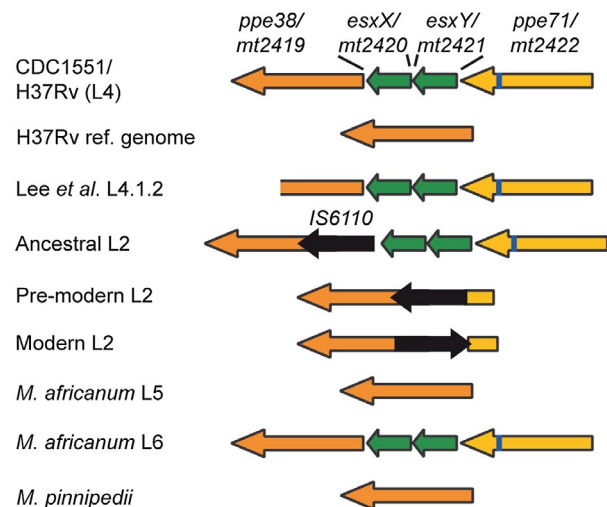 ppe38/ esxX/ esxY/ ppe71/
mt2419 mt2420 mt2421 mt2422
CDC1551/
H37Rv (L4)
H37Rv ref. genome
Lee et al. L4.1.2
IS6110
Ancestral L2
Pre-modern L2
Modern L2
M. africanum L5
M. africanum L6
M. pinnipedii